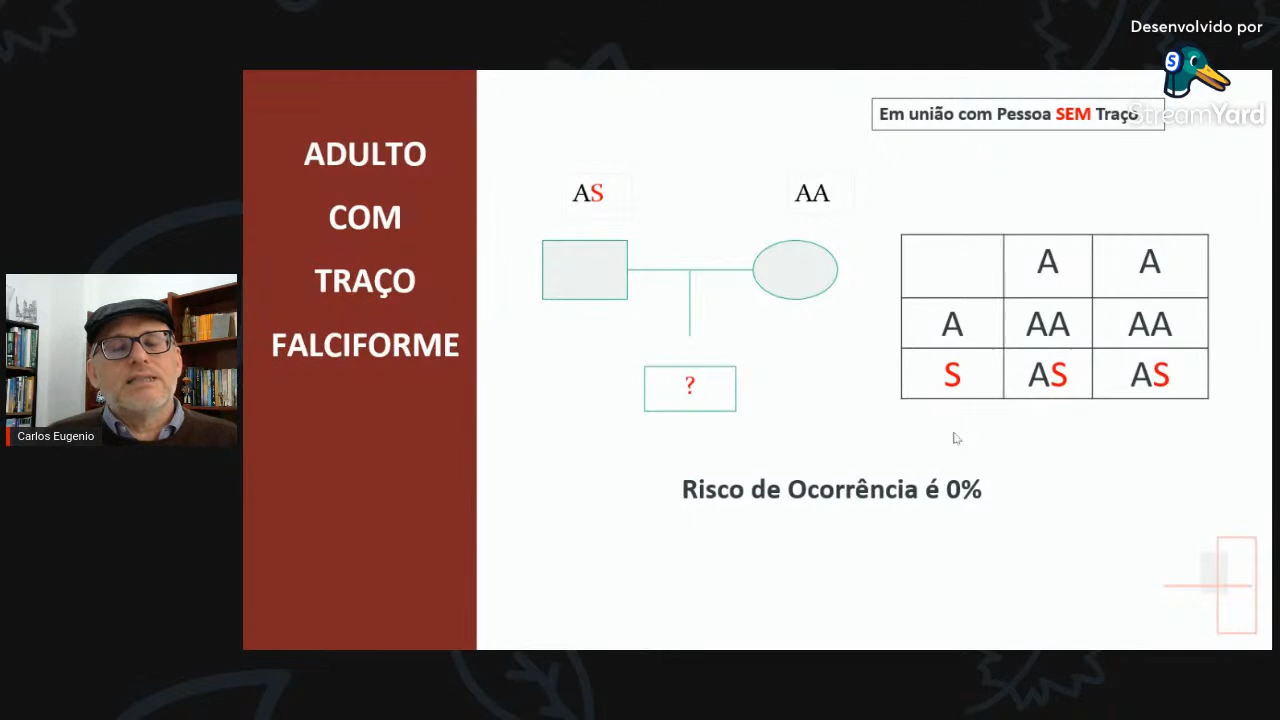 Desenvolvido por
S
StreamYard
Em união com Pessoa SEM Traço
ADULTO
COM
TRAÇO
FALCIFORME
AS
AA
?
A A
A AA AA
S AS AS
Risco de Ocorrência é 0%
Carlos Eugenio